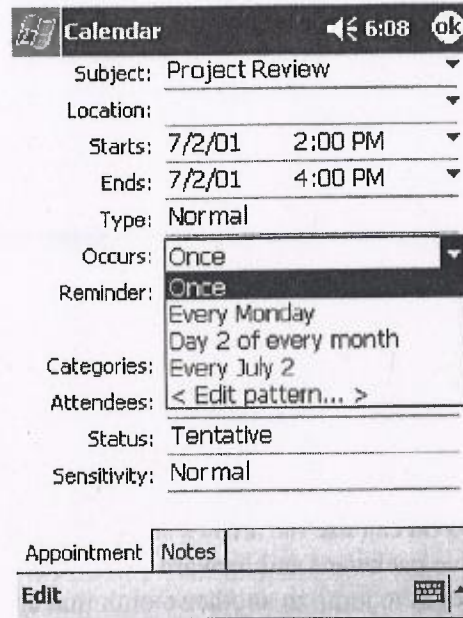 Calendar 6:08 ok
Subject: Project Review
Location:
Starts: 7/2/01 2:00 PM
Ends: 7/2/01 4:00 PM
Type: Normal
Occurs: Once
Reminder: Once
Every Monday
Day 2 of every month
Categories: Every July 2
Attendees: < Edit pattern... >
Status: Tentative
Sensitivity: Normal
Appointment Notes
Edit